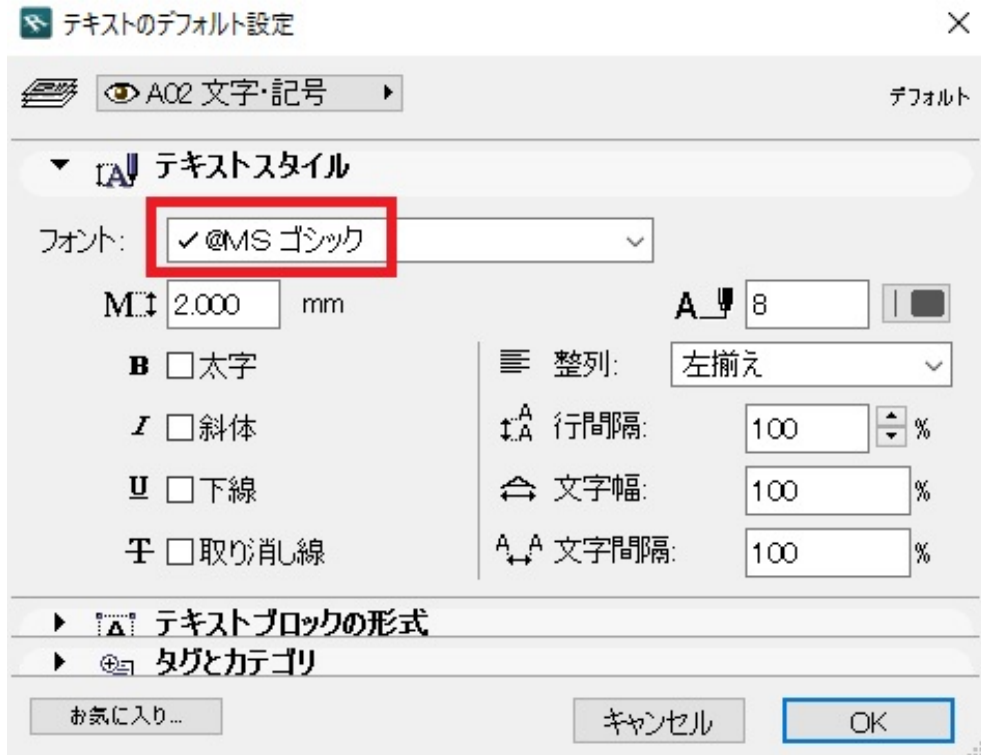 テキストのデフォルト設定
A02 文字・記号
デフォルト
テキストスタイル
フォント: ✓ @MS ゴシック
M 2.000 mm
A 8
B 太字
整列: 左揃え
I 斜体
行間隔: 100 %
U 下線
文字幅: 100 %
T 取り消し線
文字間隔: 100 %
テキストブロックの形式
タグとカテゴリ
お気に入り...
キャンセル
OK